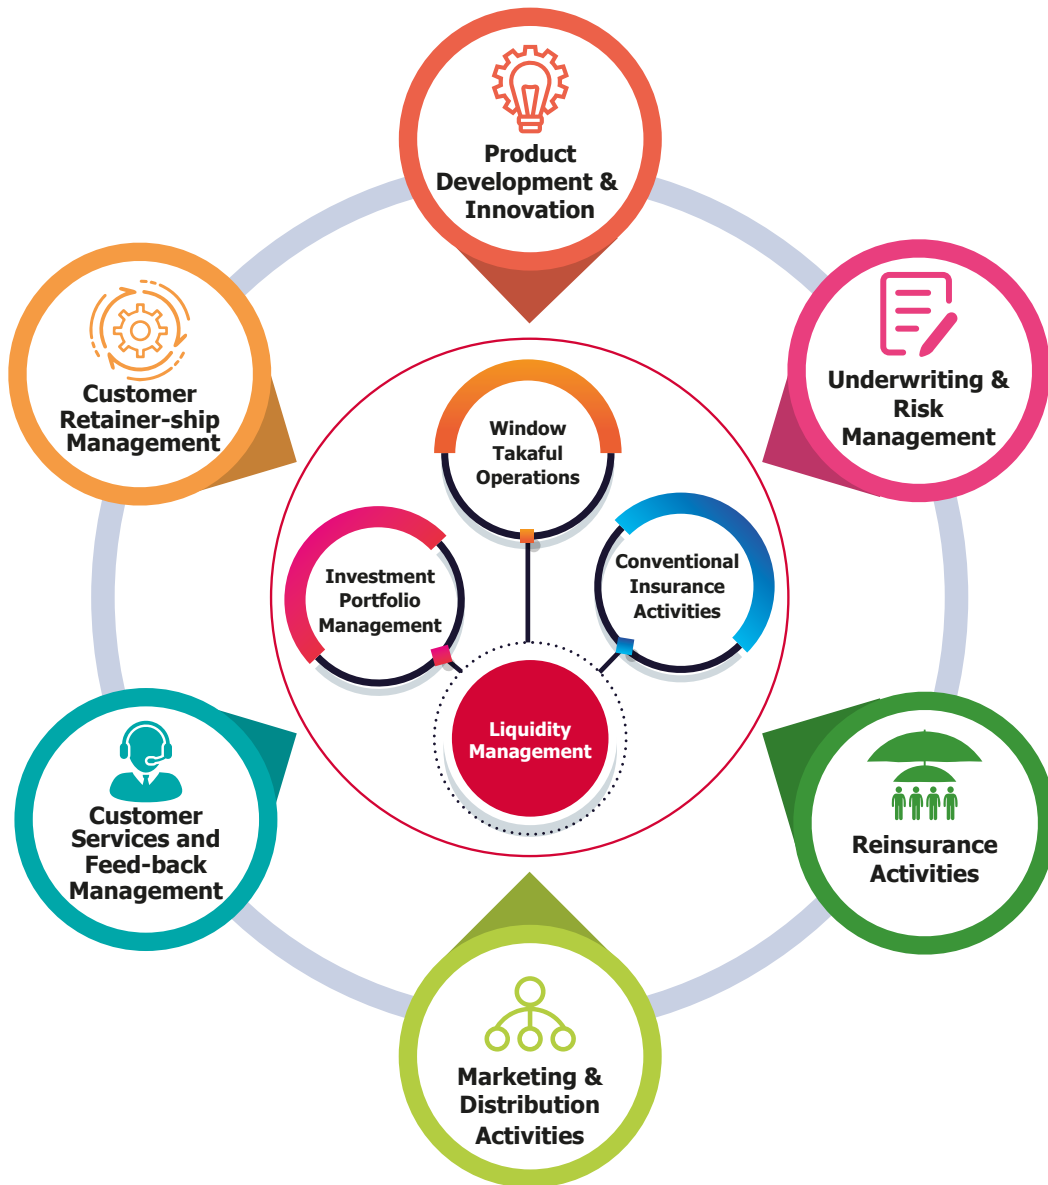 Product
Development &
Innovation
Underwriting &
Risk
Management
Customer
Retainer-ship
Management
Window
Takaful
Operations
Conventional
Insurance
Activities
Investment
Portfolio
Management
Liquidity
Management
Customer
Services and
Feed-back
Management
Reinsurance
Activities
Marketing &
Distribution
Activities